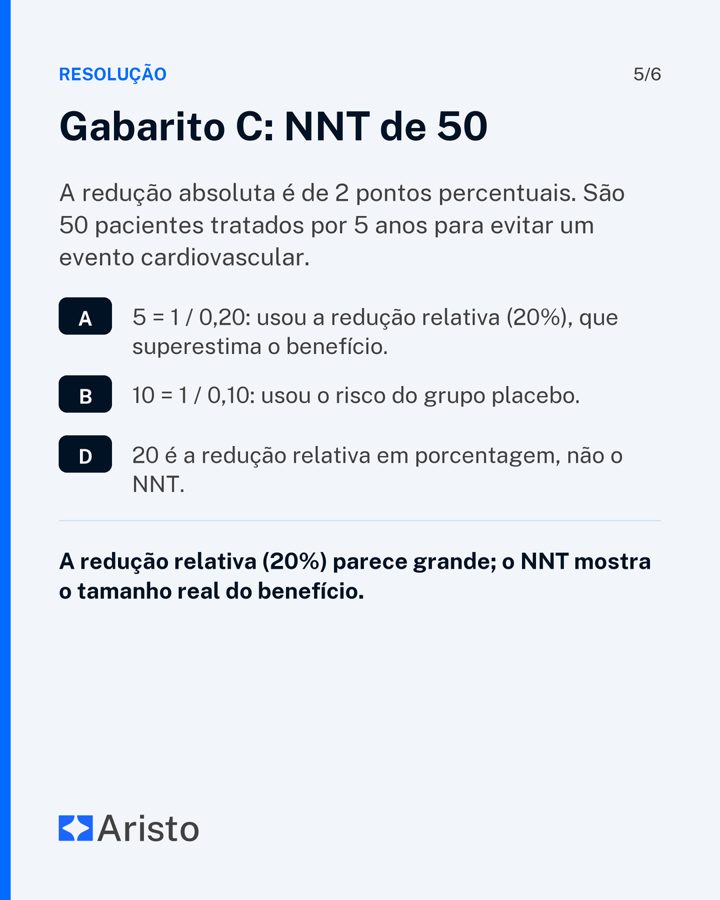 RESOLUÇÃO
5/6
Gabarito C: NNT de 50
A redução absoluta é de 2 pontos percentuais. São
50 pacientes tratados por 5 anos para evitar um
evento cardiovascular.
A
5 = 1 / 0,20: usou a redução relativa (20%), que
superestima o benefício.
B
10 = 1 / 0,10: usou o risco do grupo placebo.
D
20 é a redução relativa em porcentagem, não o
NNT.
A redução relativa (20%) parece grande; o NNT mostra
o tamanho real do benefício.
Aristo